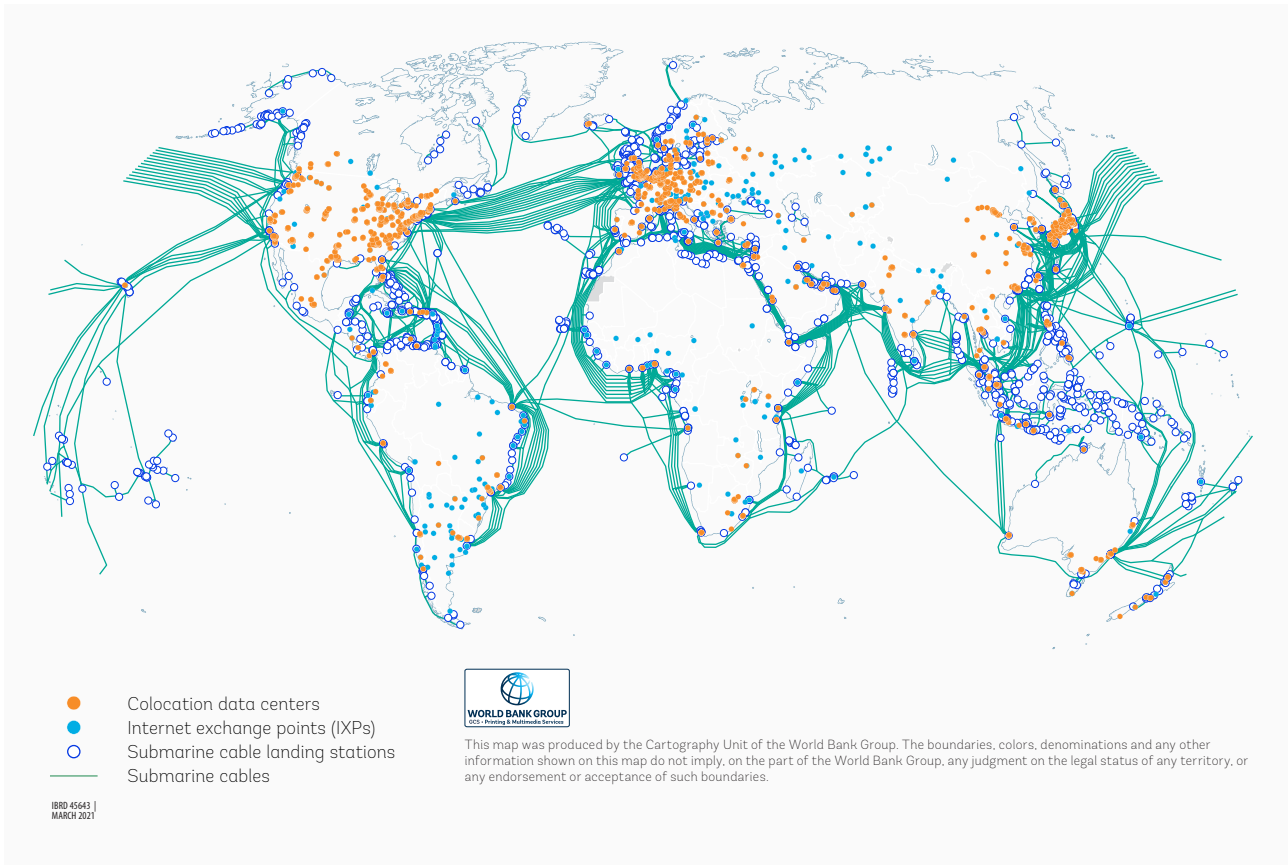 Colocation data centers
Internet exchange points (IXPs)
Submarine cable landing stations
Submarine cables
IBRD 45643 |
MARCH 2021
WORLD BANK GROUP
GCS • Printing & Multimedia Services
This map was produced by the Cartography Unit of the World Bank Group. The boundaries, colors, denominations and any other
information shown on this map do not imply, on the part of the World Bank Group, any judgment on the legal status of any territory, or
any endorsement or acceptance of such boundaries.